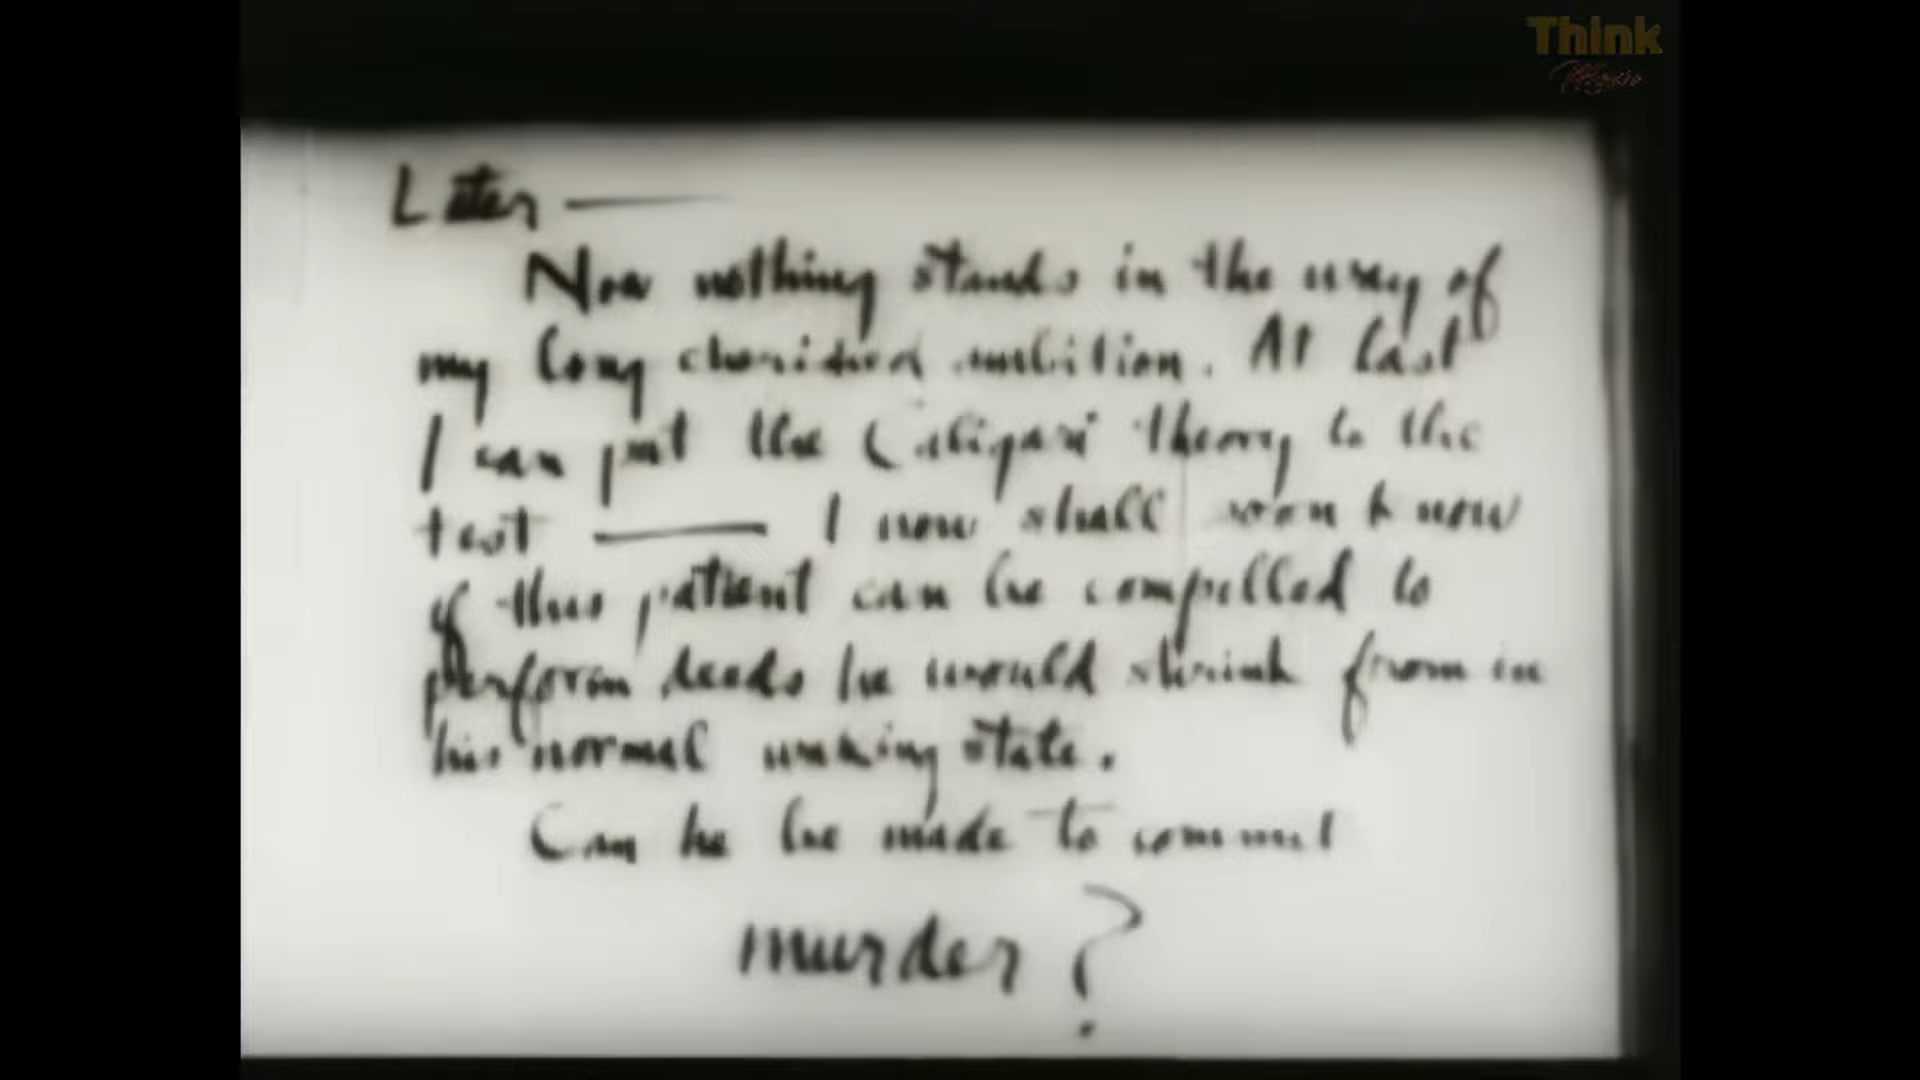 Think
Later —
Now nothing stands in the way of
my long cherished ambition. At last
I can put the Caligari theory to the
test — I now shall soon know
if this patient can be compelled to
perform deeds he would shrink from in
his normal waking state.
Can he be made to commit
murder?